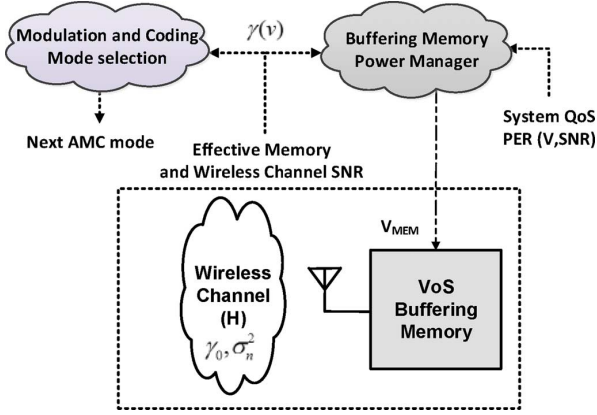 Modulation and Coding
Mode selection
γ(v)
Buffering Memory
Power Manager
Next AMC mode
Effective Memory
and Wireless Channel SNR
System QoS
PER (V,SNR)
V_MEM
Wireless
Channel
(H)
γ₀, σₙ²
VoS
Buffering
Memory